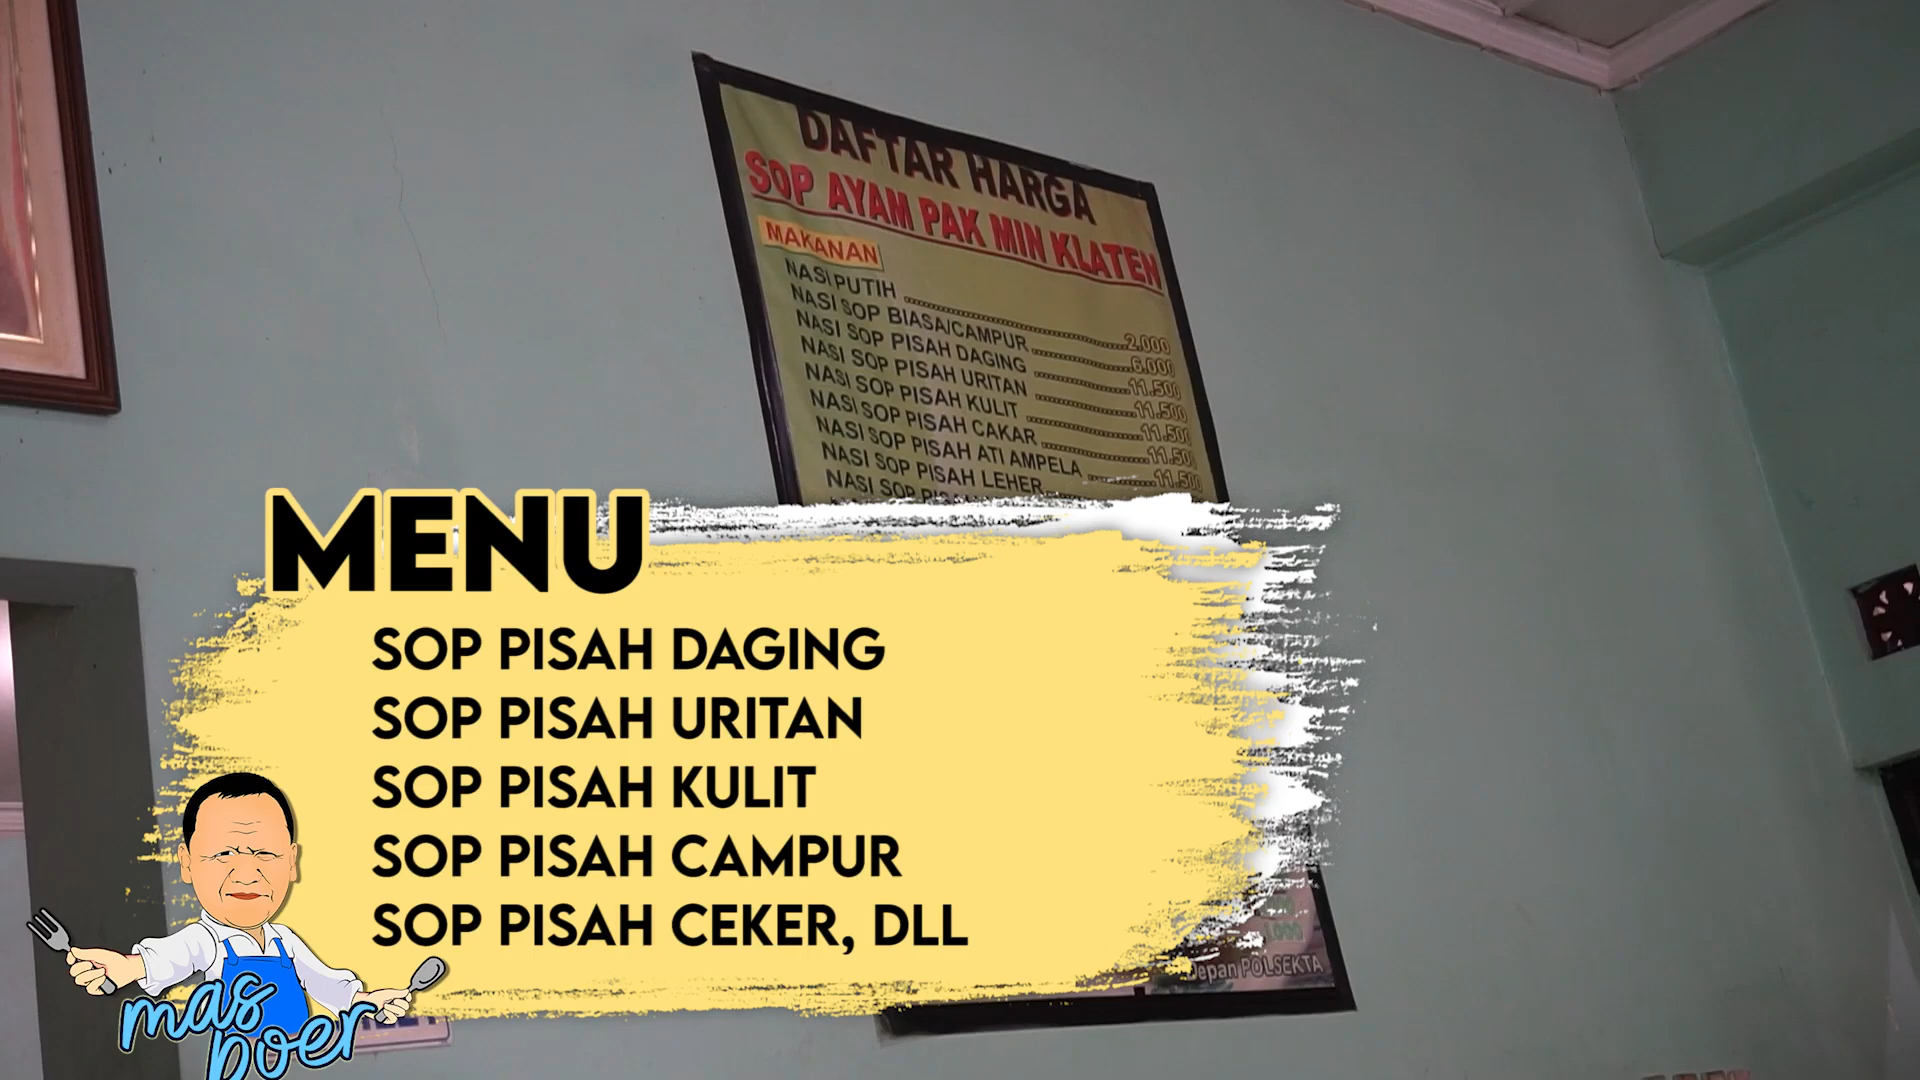 DAFTAR HARGA
SOP AYAM PAK MIN KLATEN
MAKANAN
NASI PUTIH 2.000
NASI SOP BIASA/CAMPUR 6.000
NASI SOP PISAH DAGING 11.500
NASI SOP PISAH URITAN 11.500
NASI SOP PISAH KULIT 11.500
NASI SOP PISAH CAKAR 11.500
NASI SOP PISAH ATI AMPELA 11.500
NASI SOP PISAH LEHER
NASI SOP
MENU
SOP PISAH DAGING
SOP PISAH URITAN
SOP PISAH KULIT
SOP PISAH CAMPUR
SOP PISAH CEKER, DLL
Depan POLSEKTA
mas
boer